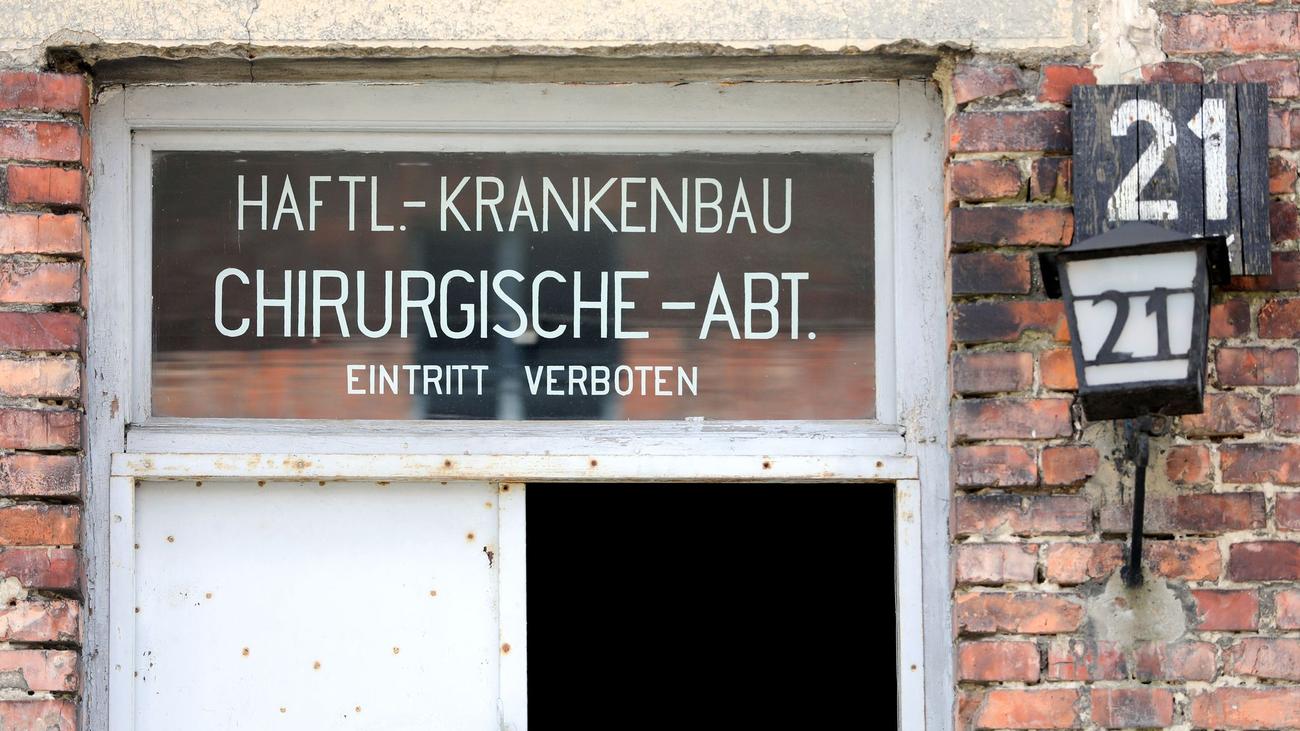 HAFTL.-KRANKENBAU
CHIRURGISCHE-ABT.
EINTRITT VERBOTEN
21
21